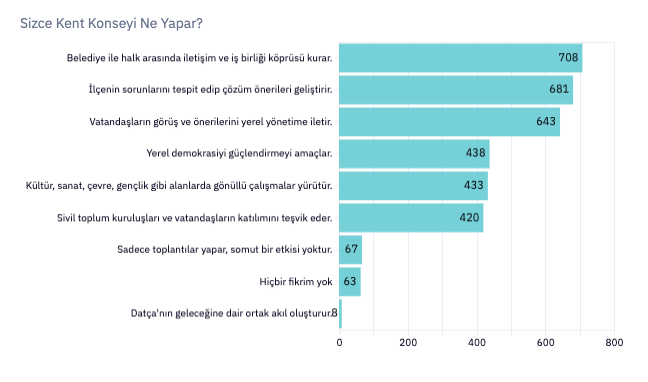 Sizce Kent Konseyi Ne Yapar?
Belediye ile halk arasında iletişim ve iş birliği köprüsü kurar. 708
İlçenin sorunlarını tespit edip çözüm önerileri geliştirir. 681
Vatandaşların görüş ve önerilerini yerel yönetime iletir. 643
Yerel demokrasiyi güçlendirmeyi amaçlar. 438
Kültür, sanat, çevre, gençlik gibi alanlarda gönüllü çalışmalar yürütür. 433
Sivil toplum kuruluşları ve vatandaşların katılımını teşvik eder. 420
Sadece toplantılar yapar, somut bir etkisi yoktur. 67
Hiçbir fikrim yok 63
Datça'nın geleceğine dair ortak akıl oluşturur. 8
0 200 400 600 800